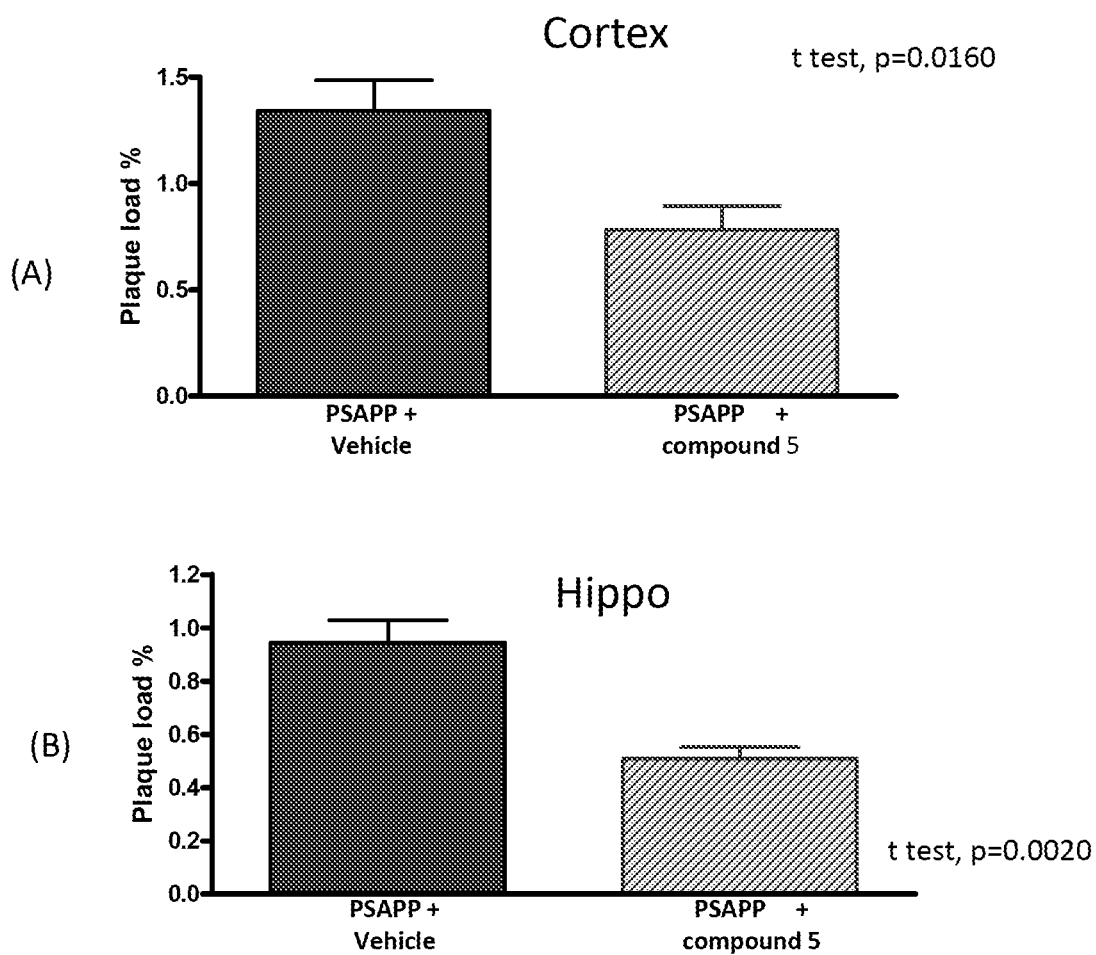 Cortex
t test, p=0.0160
(A)
Plaque load %
1.5
1.0
0.5
0.0
PSAPP +
Vehicle
PSAPP +
compound 5
Hippo
(B)
Plaque load %
1.2
1.0
0.8
0.6
0.4
0.2
0.0
t test, p=0.0020
PSAPP +
Vehicle
PSAPP +
compound 5